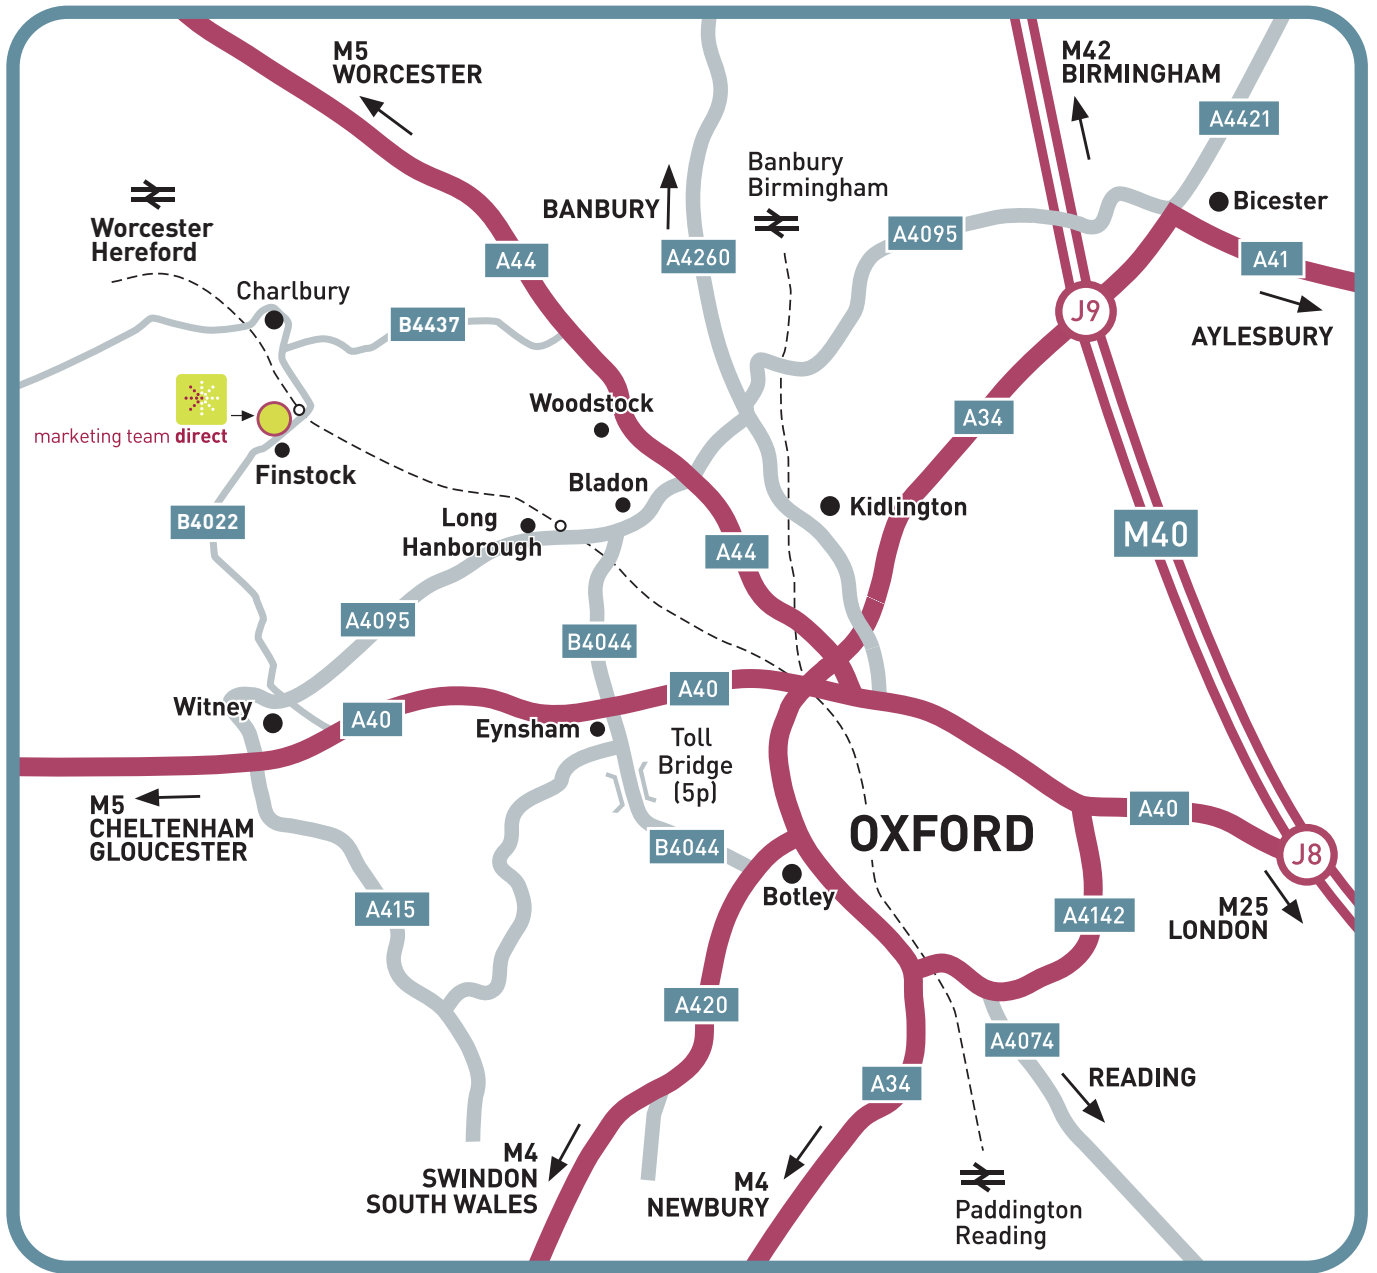 M5
WORCESTER
M42
BIRMINGHAM
A4421
Banbury
Birmingham
Worcester
Hereford
BANBURY
Bicester
A4095
A44
A4260
A41
Charlbury
B4437
J9
AYLESBURY
marketing team direct
Woodstock
A34
Finstock
Bladon
Kidlington
B4022
Long
Hanborough
M40
A44
A4095
B4044
Witney
A40
A40
Eynsham
Toll
Bridge
(5p)
M5
CHELTENHAM
GLOUCESTER
OXFORD
A40
B4044
J8
Botley
A415
A4142
M25
LONDON
A420
A4074
A34
READING
M4
SWINDON
SOUTH WALES
M4
NEWBURY
Paddington
Reading